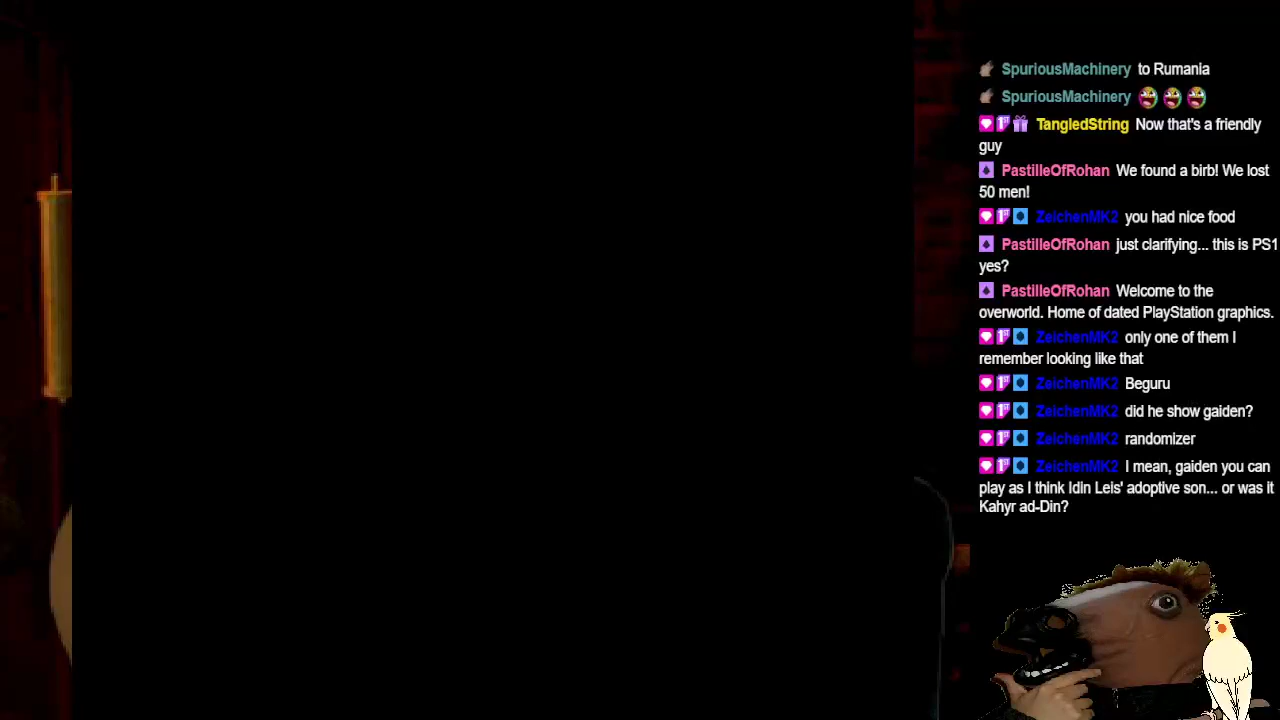 SpuriousMachinery to Rumania
SpuriousMachinery
TangledString Now that's a friendly
guy
PastilleOfRohan We found a birb! We lost
50 men!
ZeichenMK2 you had nice food
PastilleOfRohan just clarifying... this is PS1
yes?
PastilleOfRohan Welcome to the
overworld. Home of dated PlayStation graphics.
ZeichenMK2 only one of them I
remember looking like that
ZeichenMK2 Beguru
ZeichenMK2 did he show gaiden?
ZeichenMK2 randomizer
ZeichenMK2 I mean, gaiden you can
play as I think Idin Leis' adoptive son... or was it
Kahyr ad-Din?